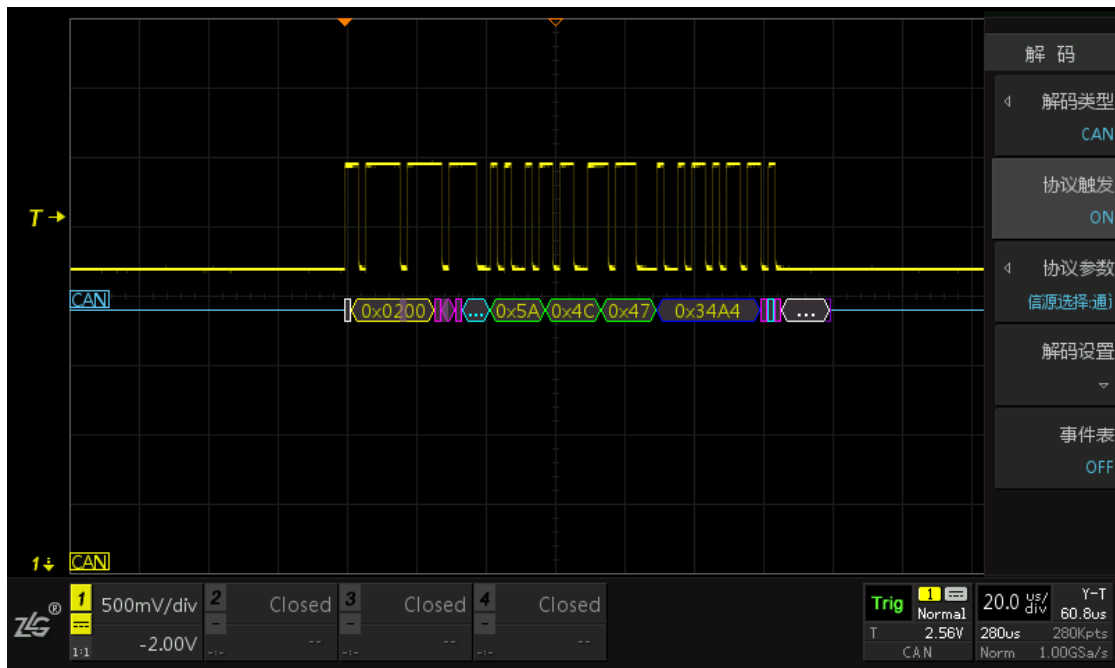 解 码
解码类型
CAN
协议触发
ON
T
协议参数
信源选择:通
CAN
0x0200 ... 0x5A 0x4C 0x47 0x34A4 ...
解码设置
事件表
OFF
1 CAN
ZLG®
1 500mV/div
1:1 -2.00V
2 Closed
-- -:-
3 Closed
-- -:-
4 Closed
-- -:-
Trig 1 Normal
T 2.56V
CAN
20.0 us/div Y-T
60.8us
280us 280Kpts
Norm 1.00GSa/s